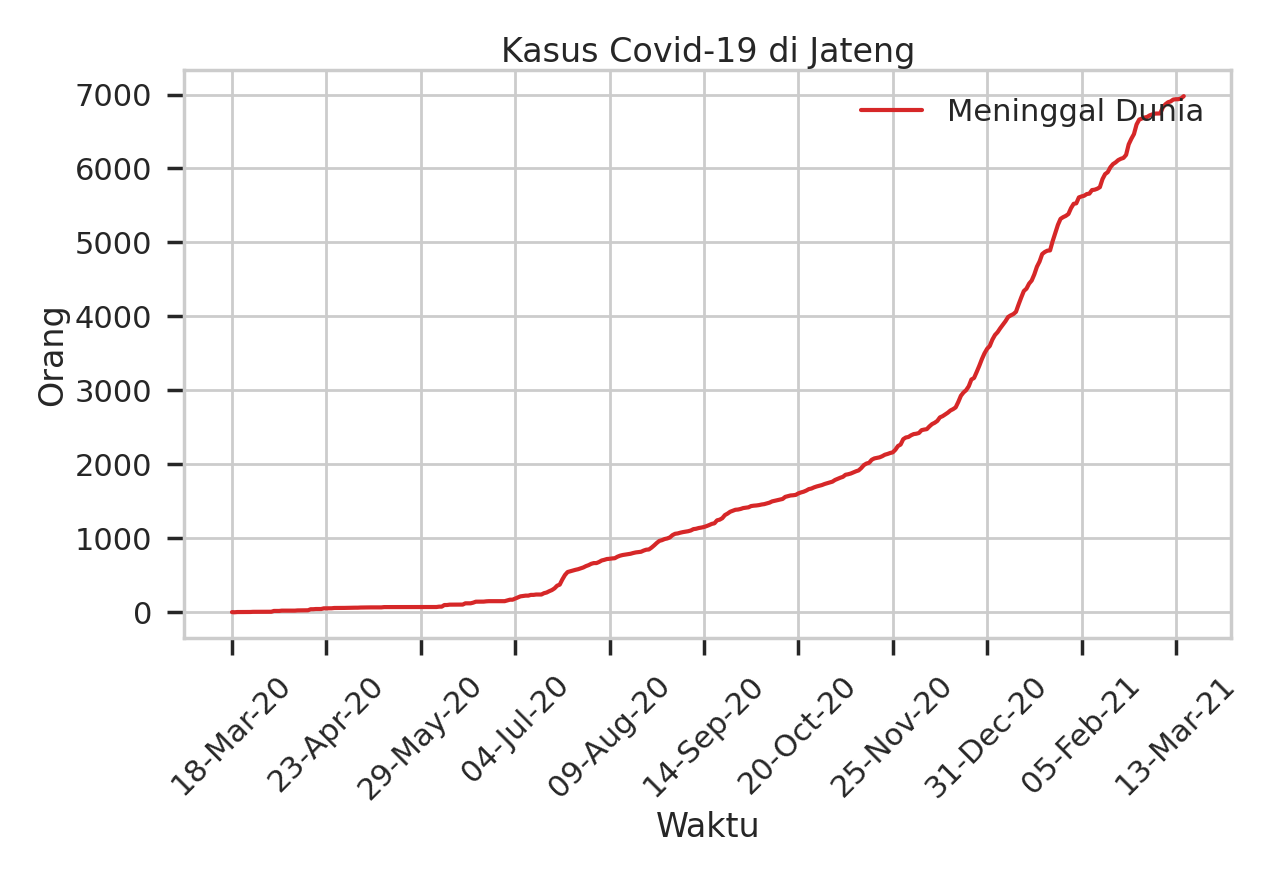 Kasus Covid-19 di Jateng
Meninggal Dunia
Orang
7000
6000
5000
4000
3000
2000
1000
0
18-Mar-20
23-Apr-20
29-May-20
04-Jul-20
09-Aug-20
14-Sep-20
20-Oct-20
25-Nov-20
31-Dec-20
05-Feb-21
13-Mar-21
Waktu